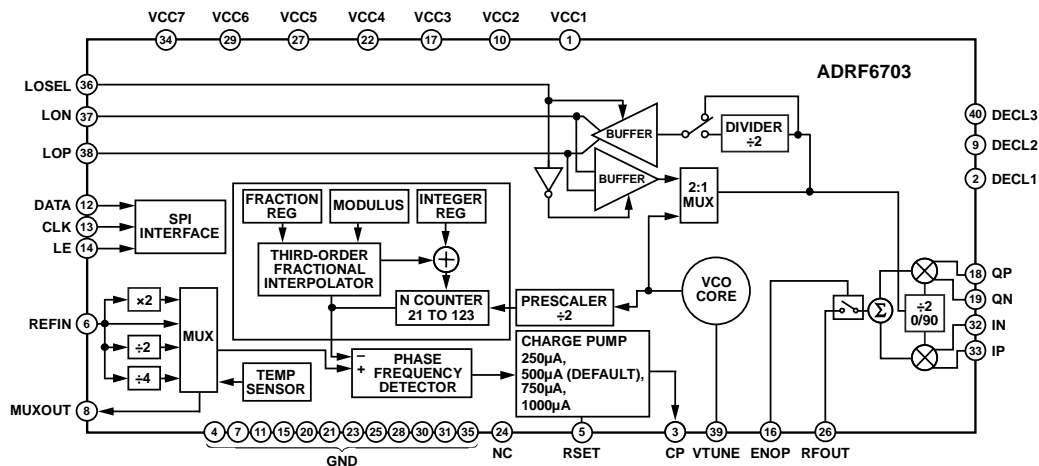 VCC7 VCC6 VCC5 VCC4 VCC3 VCC2 VCC1
34 29 27 22 17 10 1
ADRF6703
LOSEL 36
LON 37
LOP 38
DATA 12
CLK 13
LE 14
REFIN 6
MUXOUT 8
SPI
INTERFACE
×2
÷2
÷4
MUX
TEMP
SENSOR
FRACTION
REG
MODULUS
INTEGER
REG
THIRD-ORDER
FRACTIONAL
INTERPOLATOR
+
N COUNTER
21 TO 123
BUFFER
BUFFER
DIVIDER
÷2
2:1
MUX
PRESCALER
÷2
VCO
CORE
–
+
PHASE
FREQUENCY
DETECTOR
CHARGE PUMP
250µA,
500µA (DEFAULT),
750µA,
1000µA
Σ
÷2
0/90
40 DECL3
9 DECL2
2 DECL1
18 QP
19 QN
32 IN
33 IP
4 7 11 15 20 21 23 25 28 30 31 35 24 5 3 39 16 26
GND NC RSET CP VTUNE ENOP RFOUT